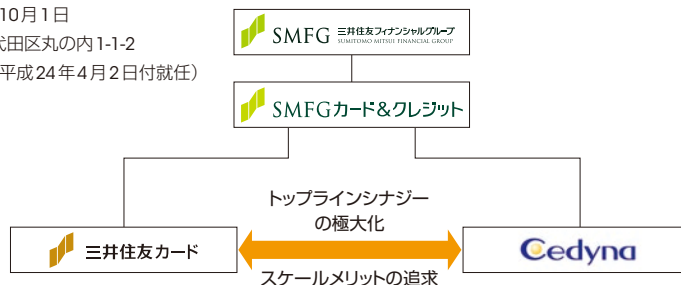 10月1日
代田区丸の内1-1-2
平成24年4月2日付就任）
SMFG 三井住友フィナンシャルグループ
SUMITOMO MITSUI FINANCIAL GROUP
SMFGカード&クレジット
トップラインシナジー
の極大化
三井住友カード
Cedyna
スケールメリットの追求